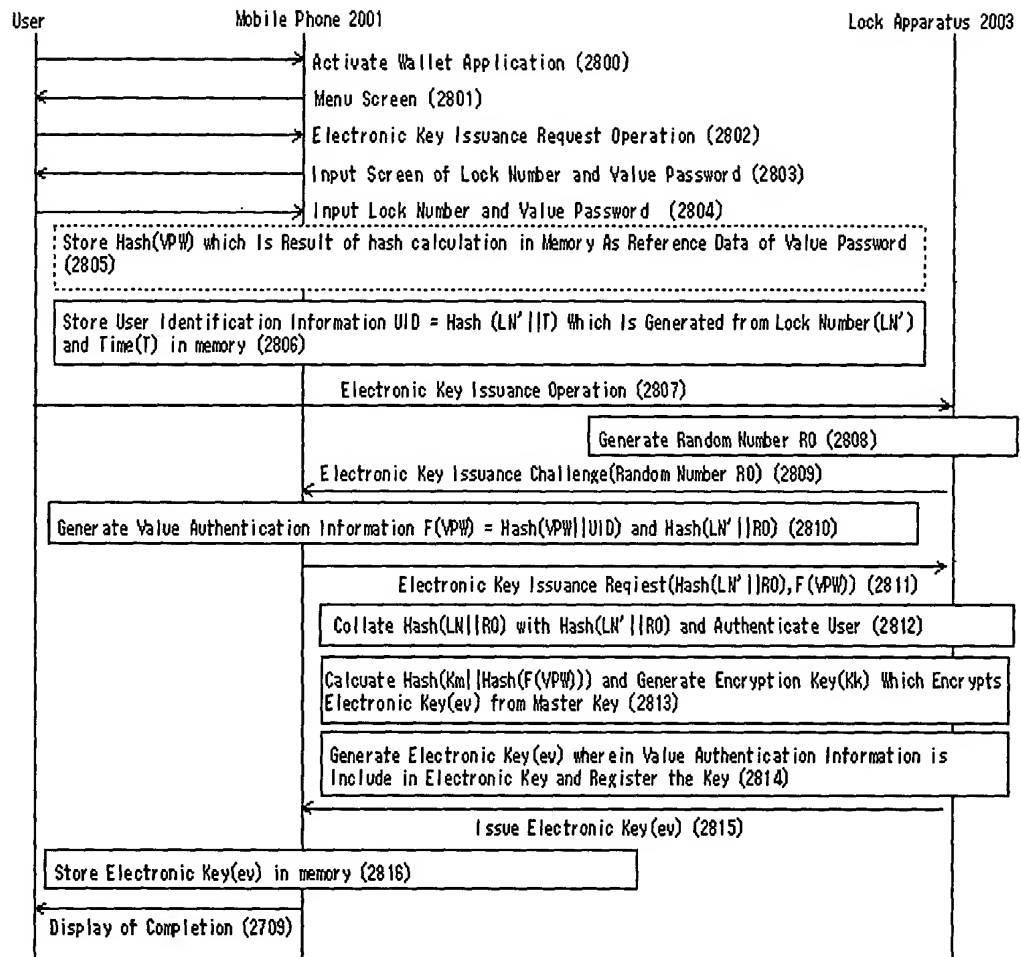 User
Mobile Phone 2001
Lock Apparatus 2003
Activate Wallet Application (2800)
Menu Screen (2801)
Electronic Key Issuance Request Operation (2802)
Input Screen of Lock Number and Value Password (2803)
Input Lock Number and Value Password (2804)
Store Hash(VPW) which Is Result of hash calculation in Memory As Reference Data of Value Password
(2805)
Store User Identification Information UID = Hash (LN'||T) Which Is Generated from Lock Number(LN')
and Time(T) in memory (2806)
Electronic Key Issuance Operation (2807)
Generate Random Number R0 (2808)
Electronic Key Issuance Challenge(Random Number R0) (2809)
Generate Value Authentication Information F(VPW) = Hash(VPW||UID) and Hash(LN'||R0) (2810)
Electronic Key Issuance Reqiest(Hash(LN'||R0),F(VPW)) (2811)
Collate Hash(LN||R0) with Hash(LN'||R0) and Authenticate User (2812)
Calcuate Hash(Km||Hash(F(VPW))) and Generate Encryption Key(Kk) Which Encrypts
Electronic Key(ev) from Master Key (2813)
Generate Electronic Key(ev) wherein Value Authentication Information is
Include in Electronic Key and Register the Key (2814)
Issue Electronic Key(ev) (2815)
Store Electronic Key(ev) in memory (2816)
Display of Completion (2709)